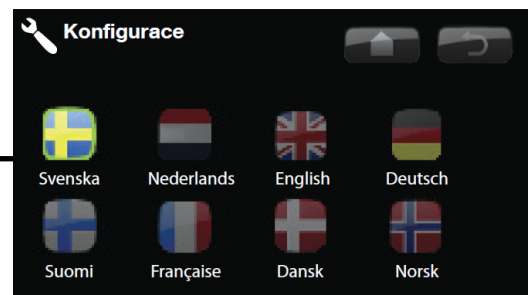 Konfigurace
Svenska Nederlands English Deutsch
Suomi Française Dansk Norsk